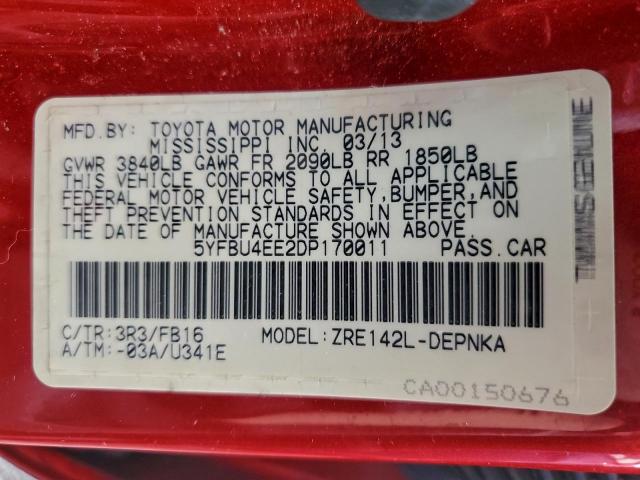 MFD.BY: TOYOTA MOTOR MANUFACTURING
MISSISSIPPI INC. 03/13
GVWR 3840LB GAWR FR 2090LB RR 1850LB
THIS VEHICLE CONFORMS TO ALL APPLICABLE
FEDERAL MOTOR VEHICLE SAFETY,BUMPER,AND
THEFT PREVENTION STANDARDS IN EFFECT ON
THE DATE OF MANUFACTURE SHOWN ABOVE.
5YFBU4EE2DP170011 PASS.CAR
C/TR:3R3/FB16 MODEL:ZRE142L-DEPNKA
A/TM:-03A/U341E
CA00150676
GENUINE